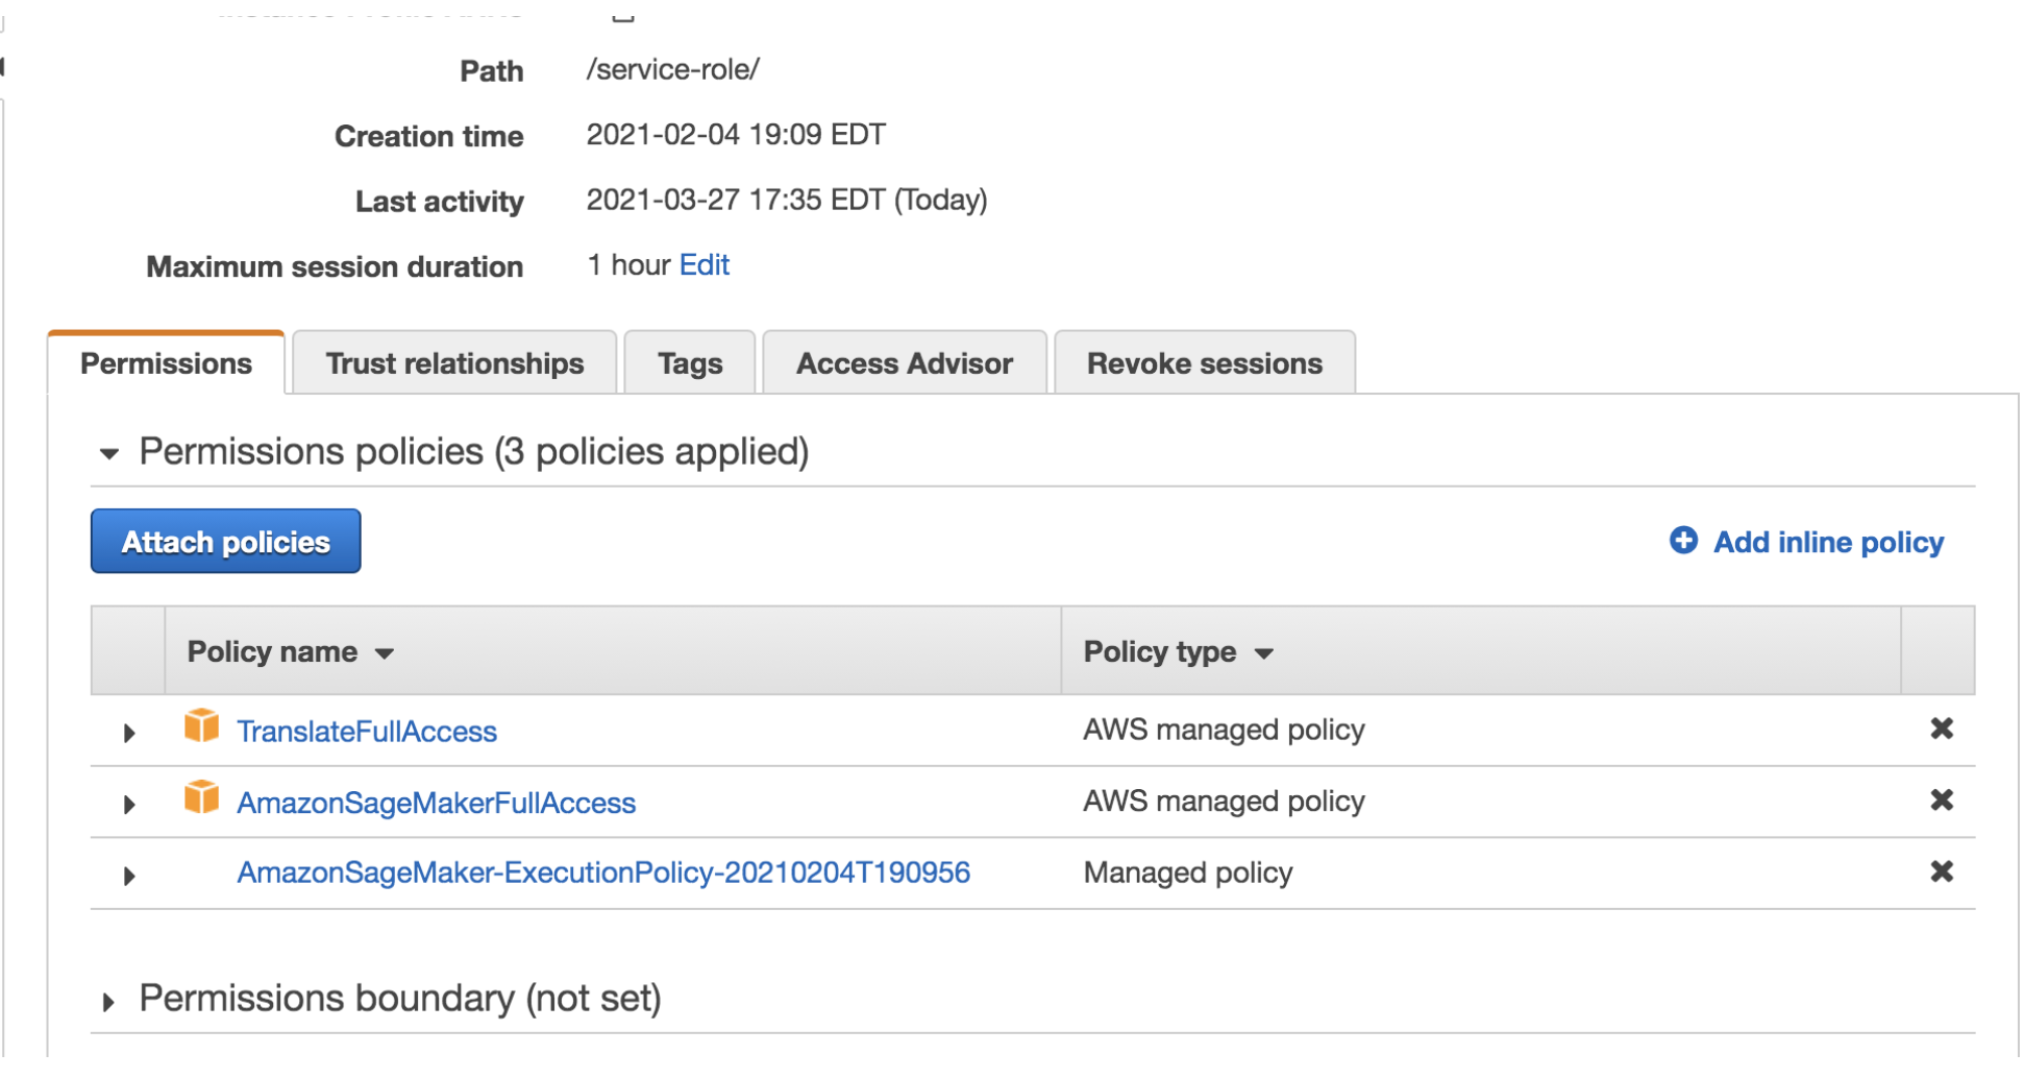 Path /service-role/
Creation time 2021-02-04 19:09 EDT
Last activity 2021-03-27 17:35 EDT (Today)
Maximum session duration 1 hour Edit
Permissions Trust relationships Tags Access Advisor Revoke sessions
Permissions policies (3 policies applied)
Attach policies Add inline policy
Policy name Policy type
TranslateFullAccess AWS managed policy
AmazonSageMakerFullAccess AWS managed policy
AmazonSageMaker-ExecutionPolicy-20210204T190956 Managed policy
Permissions boundary (not set)